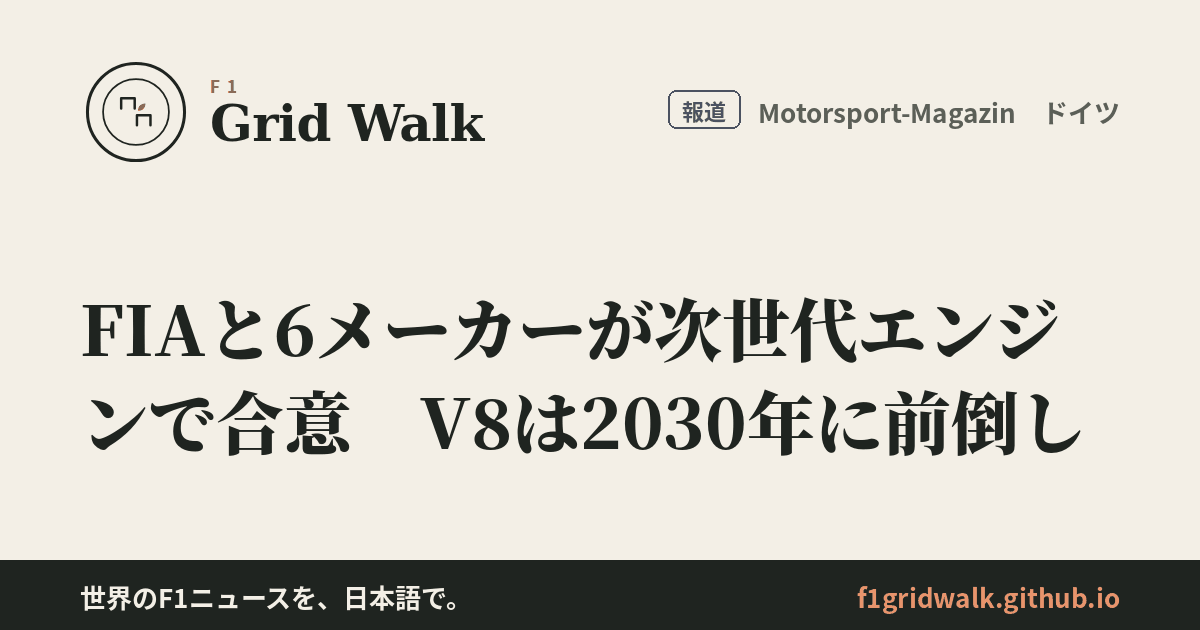 F1
Grid Walk
報道 Motorsport-Magazin ドイツ
FIAと6メーカーが次世代エンジ
ンで合意　V8は2030年に前倒し
世界のF1ニュースを、日本語で。
f1gridwalk.github.io